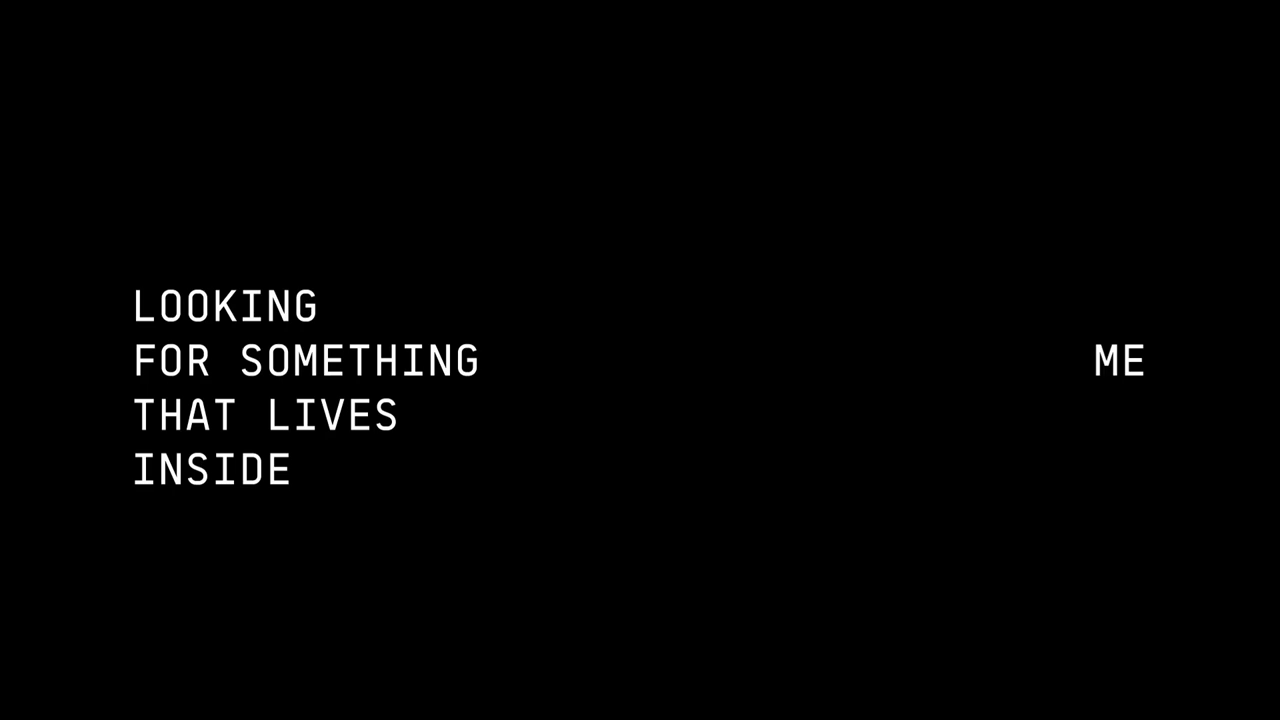 LOOKING
FOR SOMETHING
THAT LIVES
INSIDE
ME